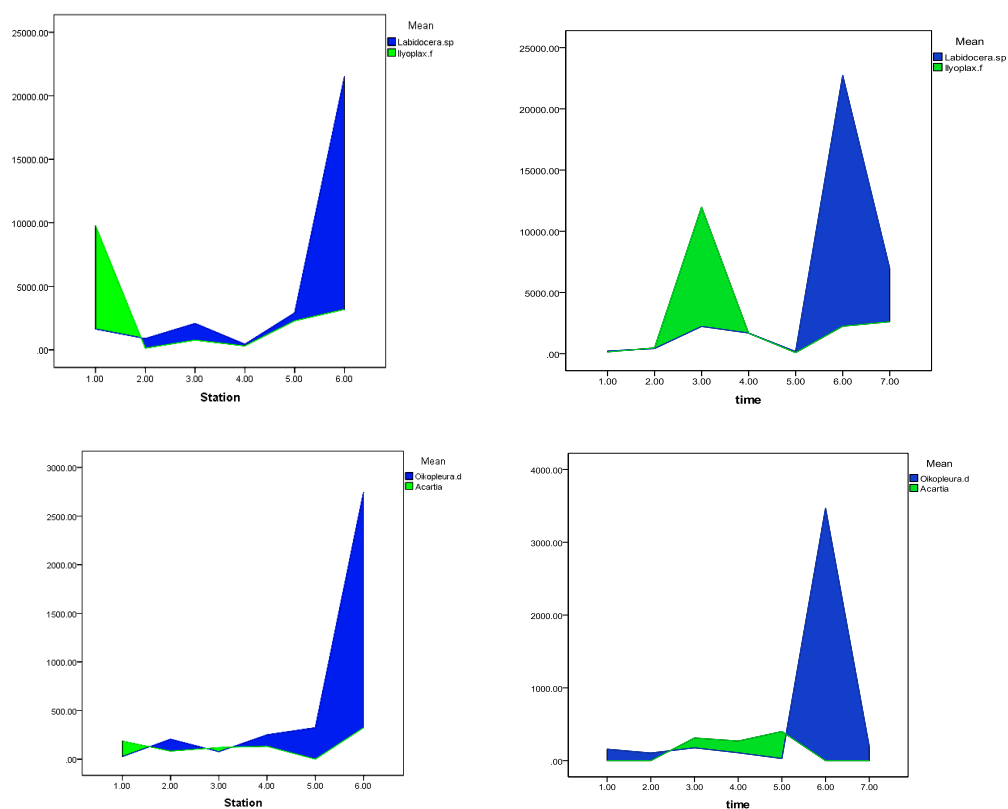 Mean
Labidocera.sp
Ilyoplax.f
25000.00
20000.00
15000.00
10000.00
5000.00
.00
1.00 2.00 3.00 4.00 5.00 6.00
Station
Mean
Labidocera.sp
Ilyoplax.f
25000.00
20000.00
15000.00
10000.00
5000.00
.00
1.00 2.00 3.00 4.00 5.00 6.00 7.00
time
Mean
Oikopleura.d
Acartia
3000.00
2500.00
2000.00
1500.00
1000.00
500.00
.00
1.00 2.00 3.00 4.00 5.00 6.00
Station
Mean
Oikopleura.d
Acartia
4000.00
3000.00
2000.00
1000.00
.00
1.00 2.00 3.00 4.00 5.00 6.00 7.00
time